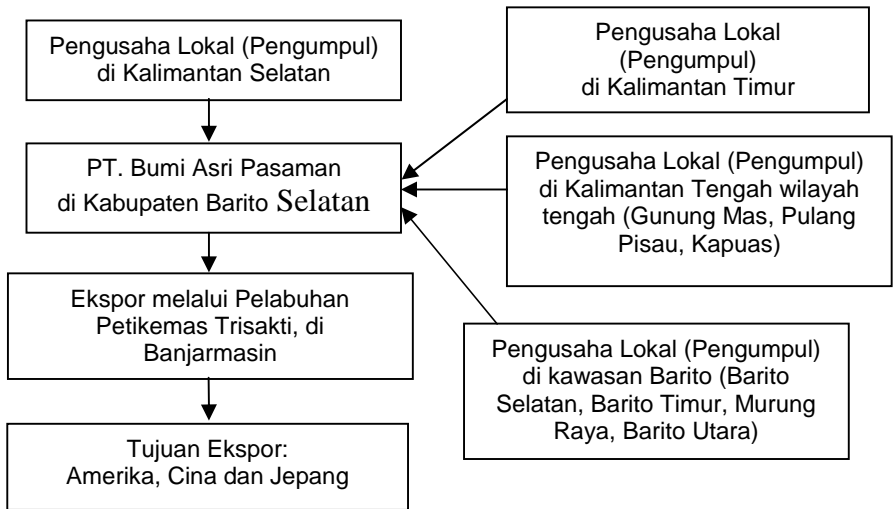 Pengusaha Lokal (Pengumpul)
di Kalimantan Selatan
Pengusaha Lokal
(Pengumpul)
di Kalimantan Timur
PT. Bumi Asri Pasaman
di Kabupaten Barito Selatan
Pengusaha Lokal (Pengumpul)
di Kalimantan Tengah wilayah
tengah (Gunung Mas, Pulang
Pisau, Kapuas)
Ekspor melalui Pelabuhan
Petikemas Trisakti, di
Banjarmasin
Pengusaha Lokal (Pengumpul)
di kawasan Barito (Barito
Selatan, Barito Timur, Murung
Raya, Barito Utara)
Tujuan Ekspor:
Amerika, Cina dan Jepang